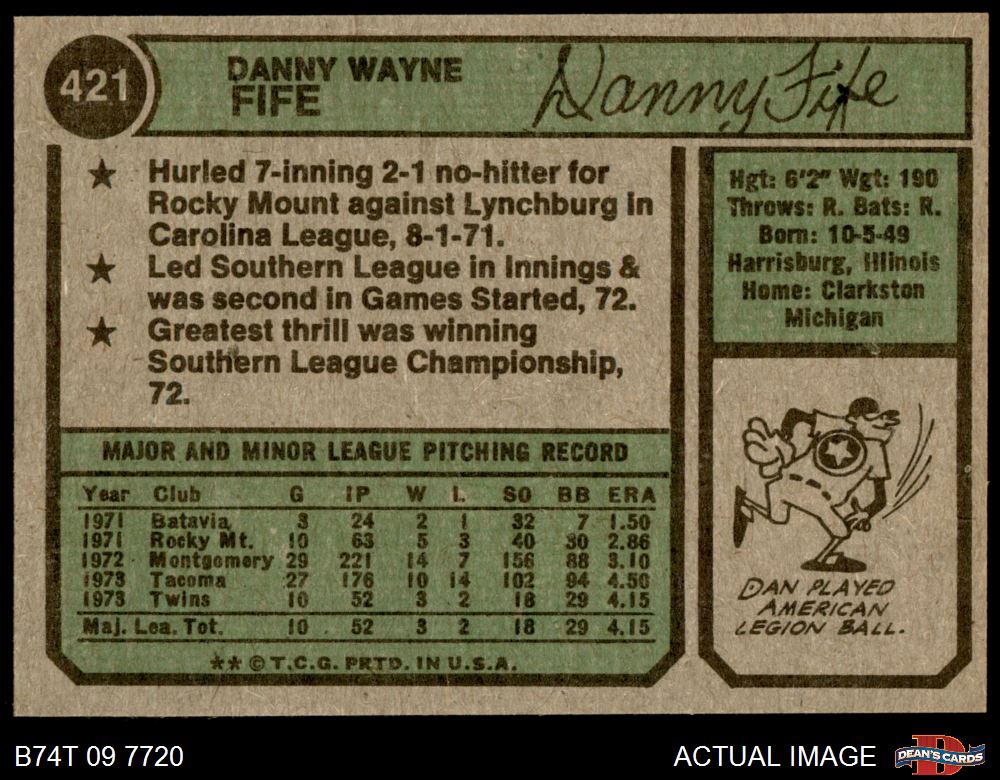 421
DANNY WAYNE
FIFE
Danny Fife
★ Hurled 7-inning 2-1 no-hitter for
Rocky Mount against Lynchburg in
Carolina League, 8-1-71.
★ Led Southern League in Innings &
was second in Games Started, 72.
★ Greatest thrill was winning
Southern League Championship,
72.
Hgt: 6'2" Wgt: 190
Throws: R. Bats: R.
Born: 10-5-49
Harrisburg, Illinois
Home: Clarkston
Michigan
MAJOR AND MINOR LEAGUE PITCHING RECORD
Year Club G IP W L SO BB ERA
1971 Batavia 3 24 2 1 32 7 1.50
1971 Rocky Mt. 10 63 5 3 40 30 2.86
1972 Montgomery 29 221 14 7 156 88 3.10
1973 Tacoma 27 176 10 14 102 94 4.50
1973 Twins 10 52 3 2 18 29 4.15
Maj. Lea. Tot. 10 52 3 2 18 29 4.15
** © T.C.G. PRTD. IN U.S.A.
DAN PLAYED
AMERICAN
LEGION BALL.
B74T 09 7720
ACTUAL IMAGE
D
DEAN'S CARDS